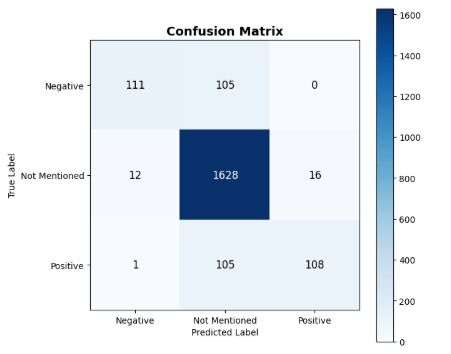 Confusion Matrix
Negative 111 105 0
Not Mentioned 12 1628 16
Positive 1 105 108
Negative Not Mentioned Positive
Predicted Label
True Label
1600
1400
1200
1000
800
600
400
200
0